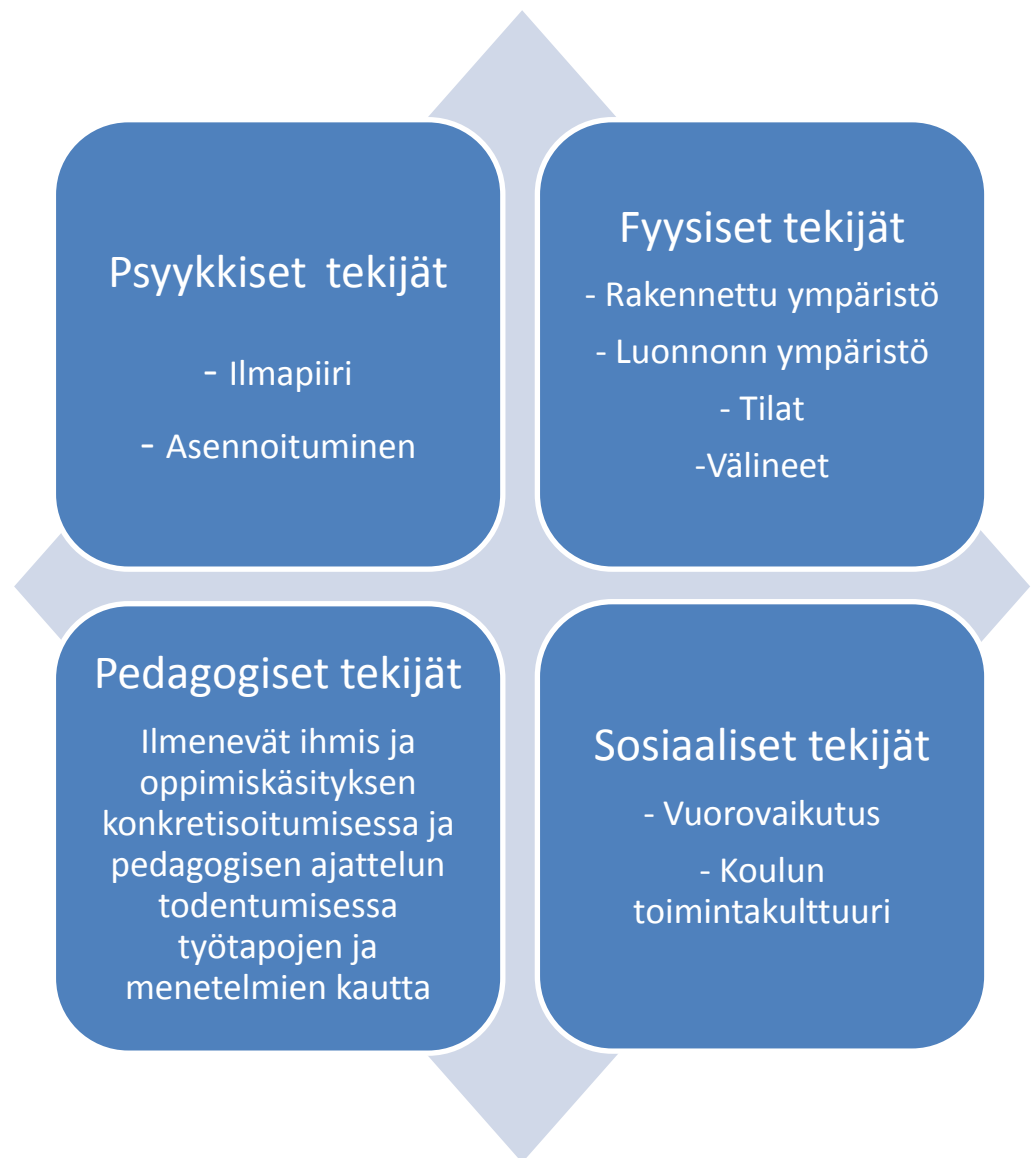 Psyykkiset tekijät
- Ilmapiiri
- Asennoituminen
Fyysiset tekijät
- Rakennettu ympäristö
- Luonnonn ympäristö
- Tilat
-Välineet
Pedagogiset tekijät
Ilmenevät ihmis ja
oppimiskäsityksen
konkretisoitumisessa ja
pedagogisen ajattelun
todentumisessa
työtapojen ja
menetelmien kautta
Sosiaaliset tekijät
- Vuorovaikutus
- Koulun
toimintakulttuuri